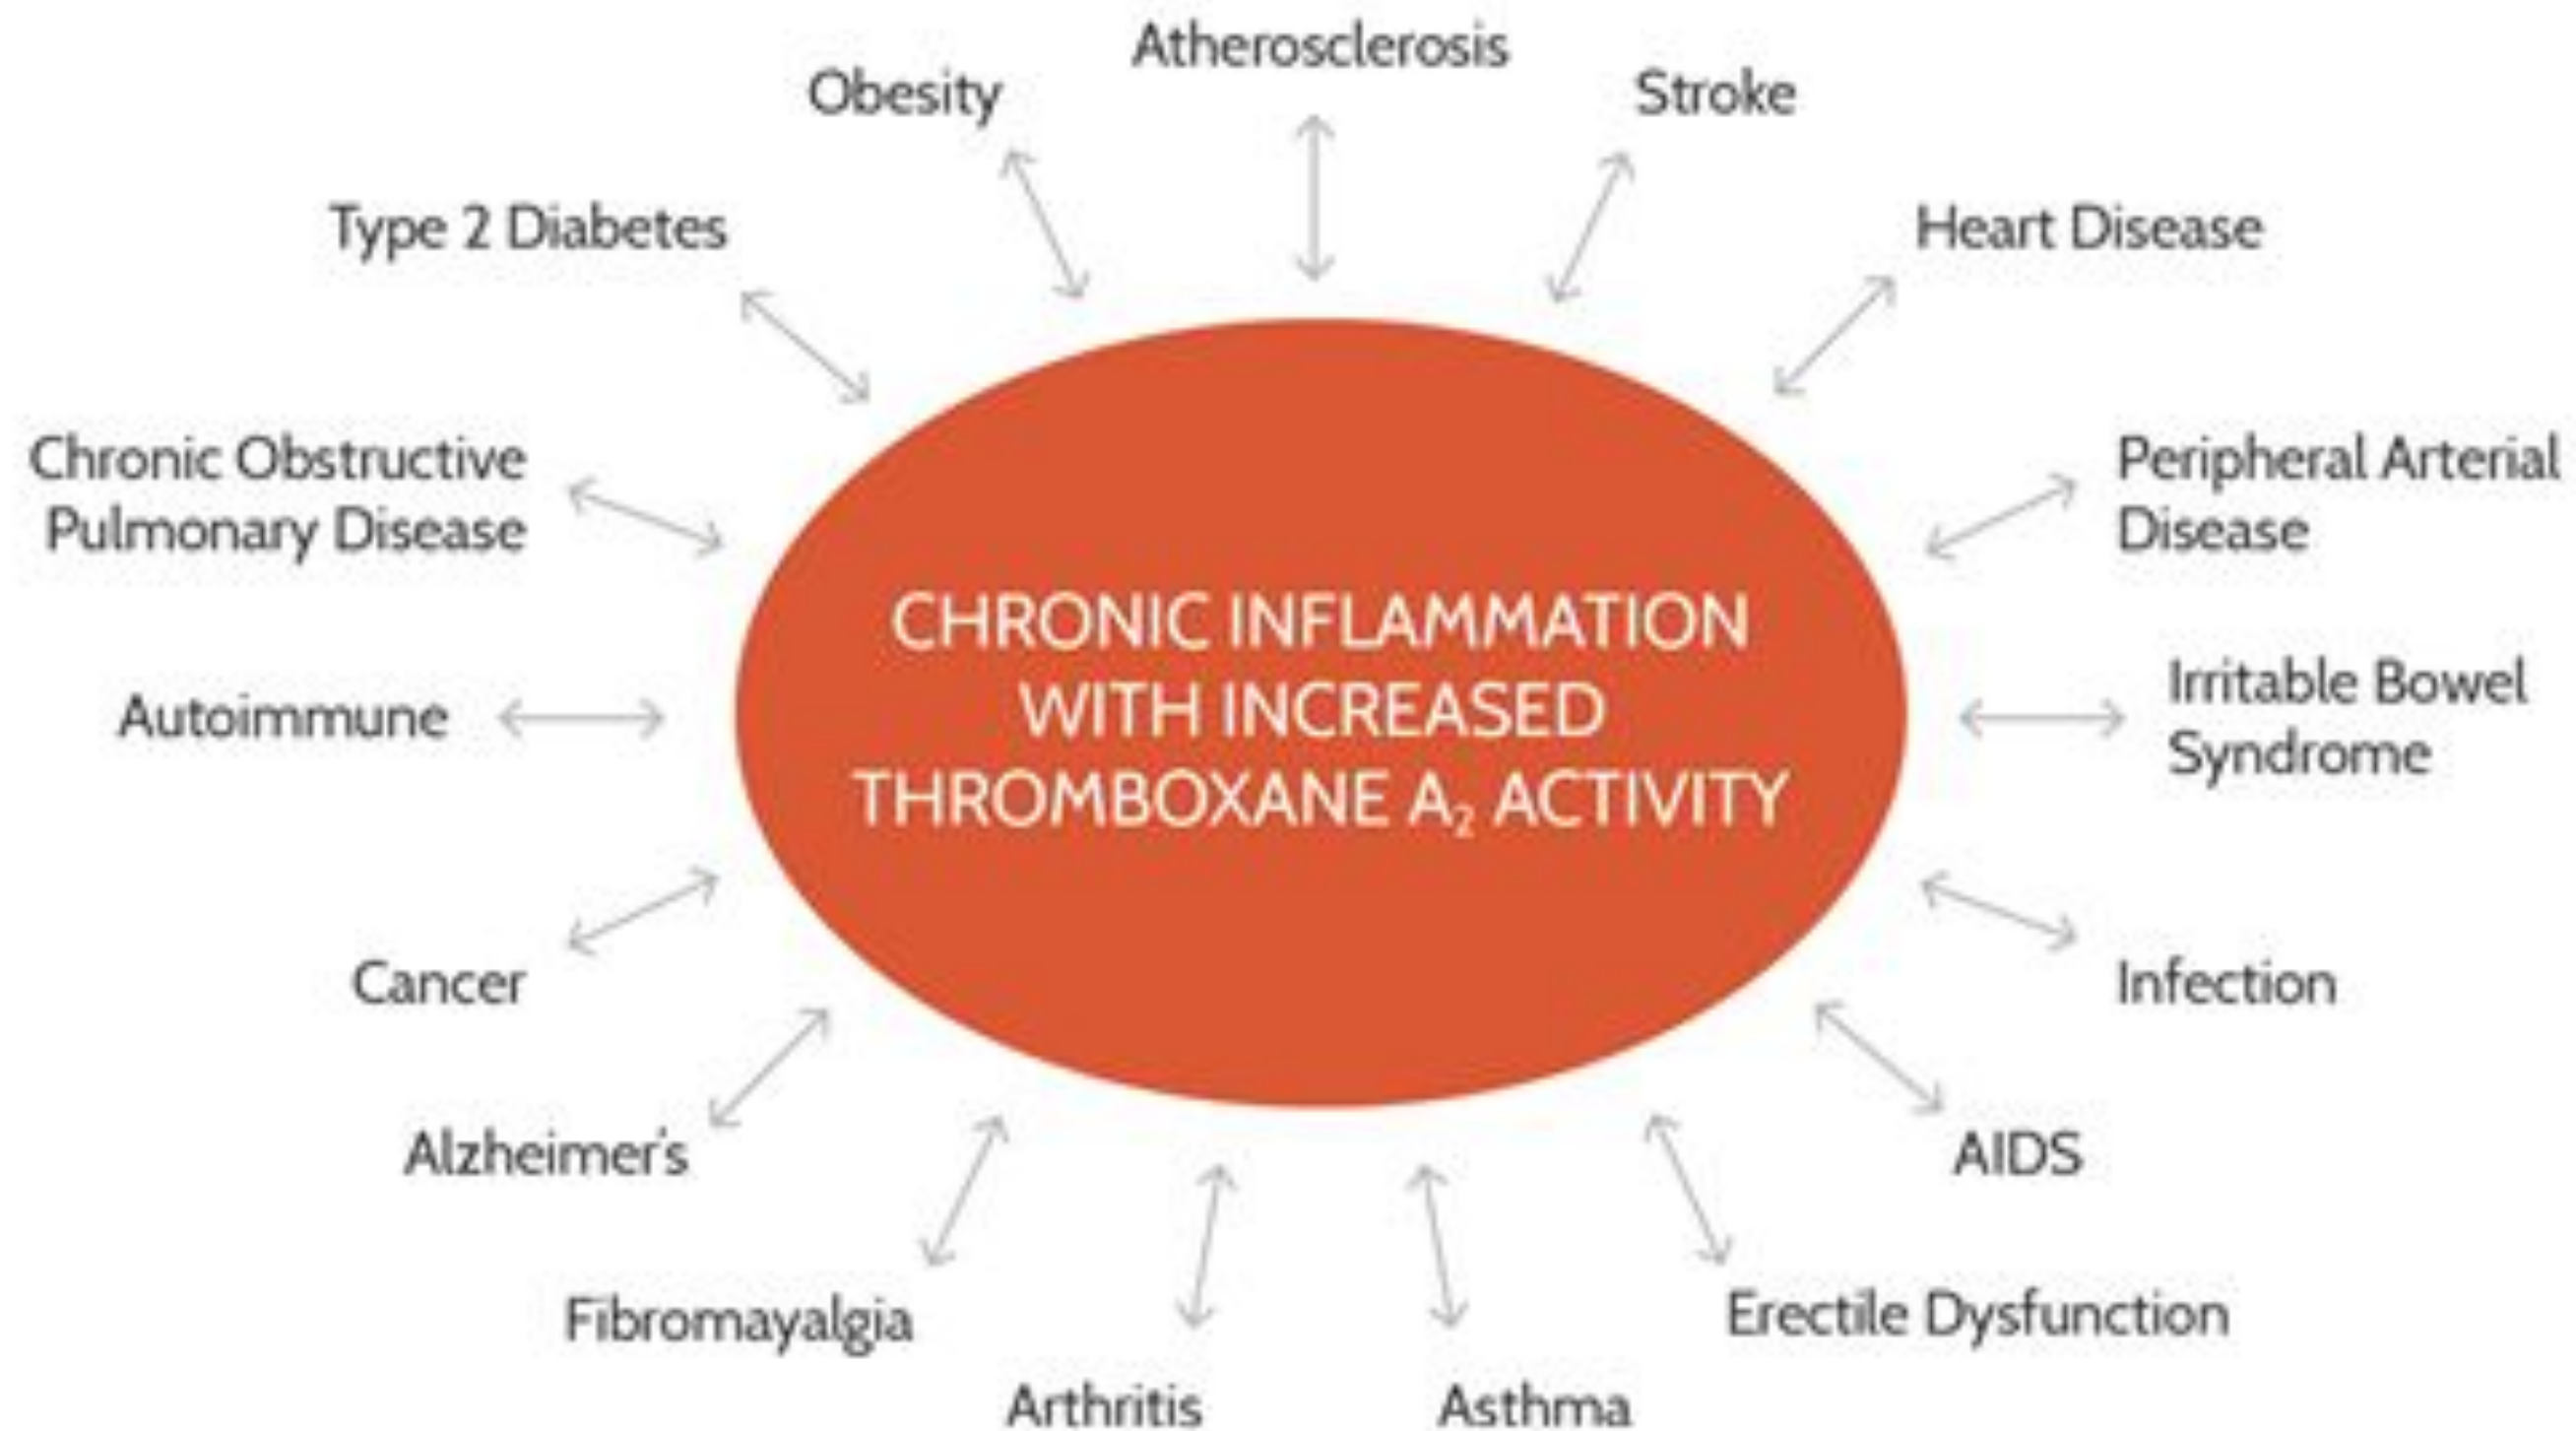 Atherosclerosis
Obesity
Stroke
Type 2 Diabetes
Heart Disease
Chronic Obstructive
Pulmonary Disease
Peripheral Arterial
Disease
CHRONIC INFLAMMATION
WITH INCREASED
THROMBOXANE A₂ ACTIVITY
Autoimmune
Irritable Bowel
Syndrome
Cancer
Infection
Alzheimer's
AIDS
Fibromayalgia
Erectile Dysfunction
Arthritis
Asthma